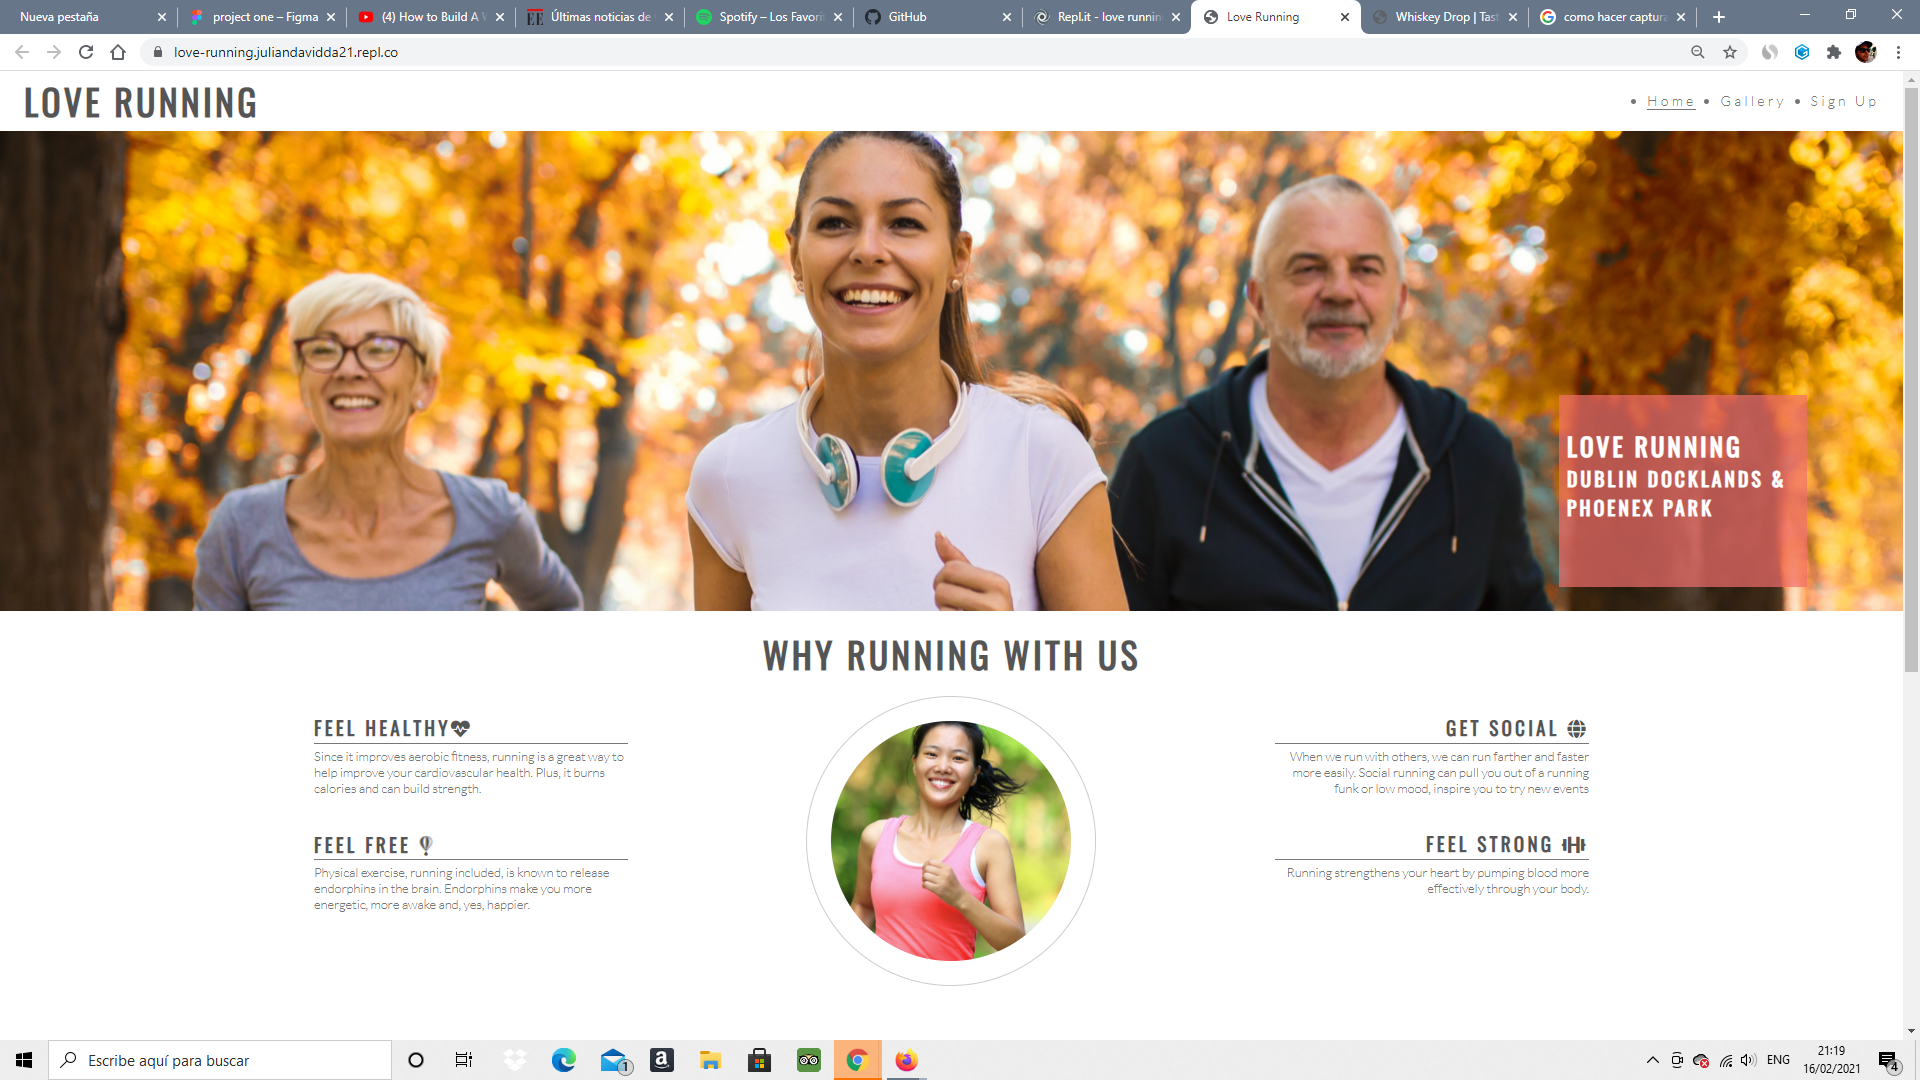 Nueva pestaña
project one – Figma
(4) How to Build A
Últimas noticias de
Spotify – Los Favori
GitHub
Repl.it - love runnin
Love Running
Whiskey Drop | Tast
como hacer captura
love-running.juliandavidda21.repl.co
LOVE RUNNING
• Home • Gallery • Sign Up
LOVE RUNNING
DUBLIN DOCKLANDS &
PHOENEX PARK
WHY RUNNING WITH US
FEEL HEALTHY
Since it improves aerobic fitness, running is a great way to
help improve your cardiovascular health. Plus, it burns
calories and can build strength.
FEEL FREE
Physical exercise, running included, is known to release
endorphins in the brain. Endorphins make you more
energetic, more awake and, yes, happier.
GET SOCIAL
When we run with others, we can run farther and faster
more easily. Social running can pull you out of a running
funk or low mood, inspire you to try new events
FEEL STRONG
Running strengthens your heart by pumping blood more
effectively through your body.
Escribe aquí para buscar
1
ENG
21:19
16/02/2021
4